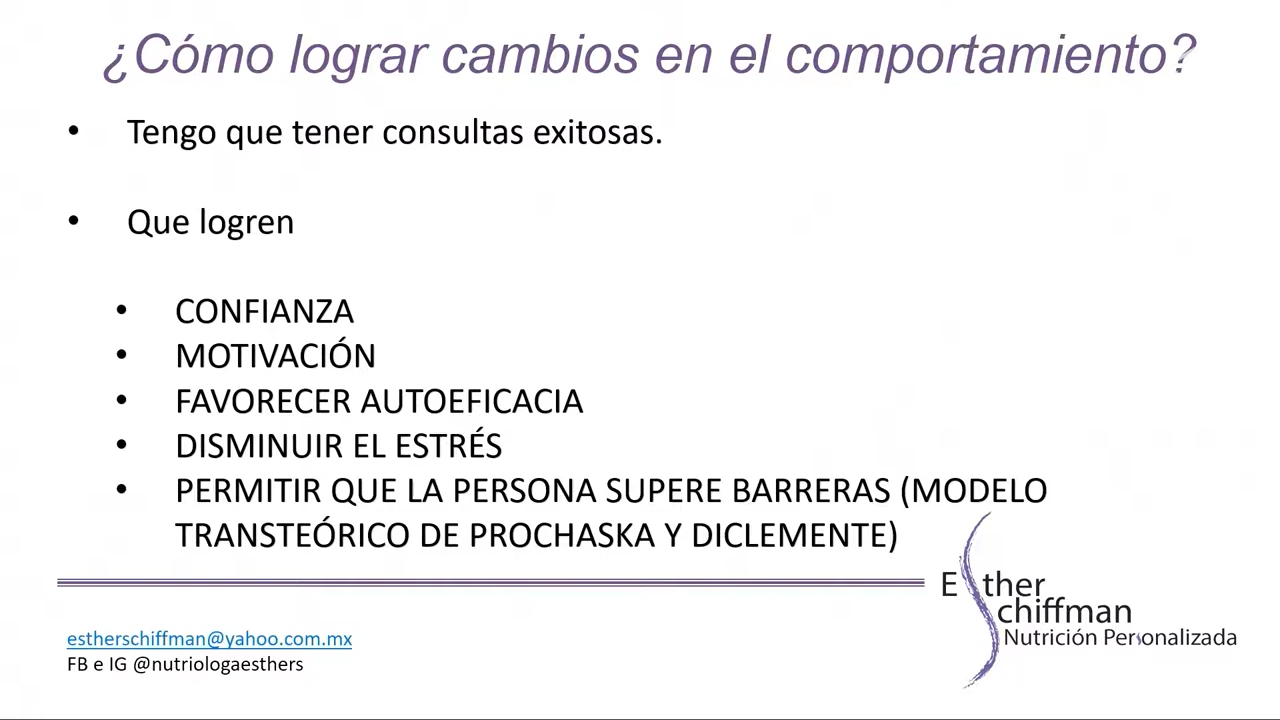 ¿Cómo lograr cambios en el comportamiento?
• Tengo que tener consultas exitosas.
• Que logren
• CONFIANZA
• MOTIVACIÓN
• FAVORECER AUTOEFICACIA
• DISMINUIR EL ESTRÉS
• PERMITIR QUE LA PERSONA SUPERE BARRERAS (MODELO
TRANSTEÓRICO DE PROCHASKA Y DICLEMENTE)
Esther
Schiffman
Nutrición Personalizada
estherschiffman@yahoo.com.mx
FB e IG @nutriologaesthers